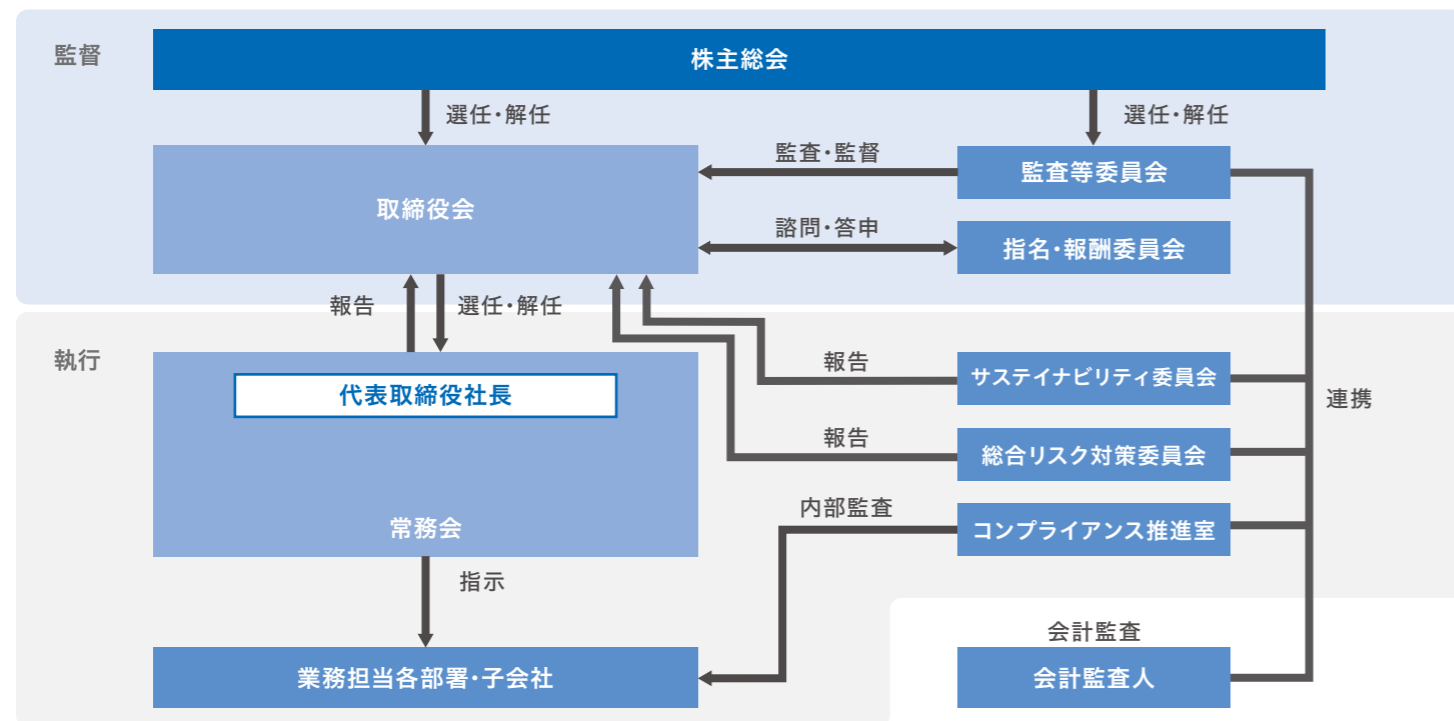 監督
株主総会
選任・解任
選任・解任
監査・監督
監査等委員会
取締役会
諮問・答申
指名・報酬委員会
報告
選任・解任
執行
代表取締役社長
報告
サステイナビリティ委員会
連携
報告
総合リスク対策委員会
内部監査
コンプライアンス推進室
常務会
指示
会計監査
業務担当各部署・子会社
会計監査人